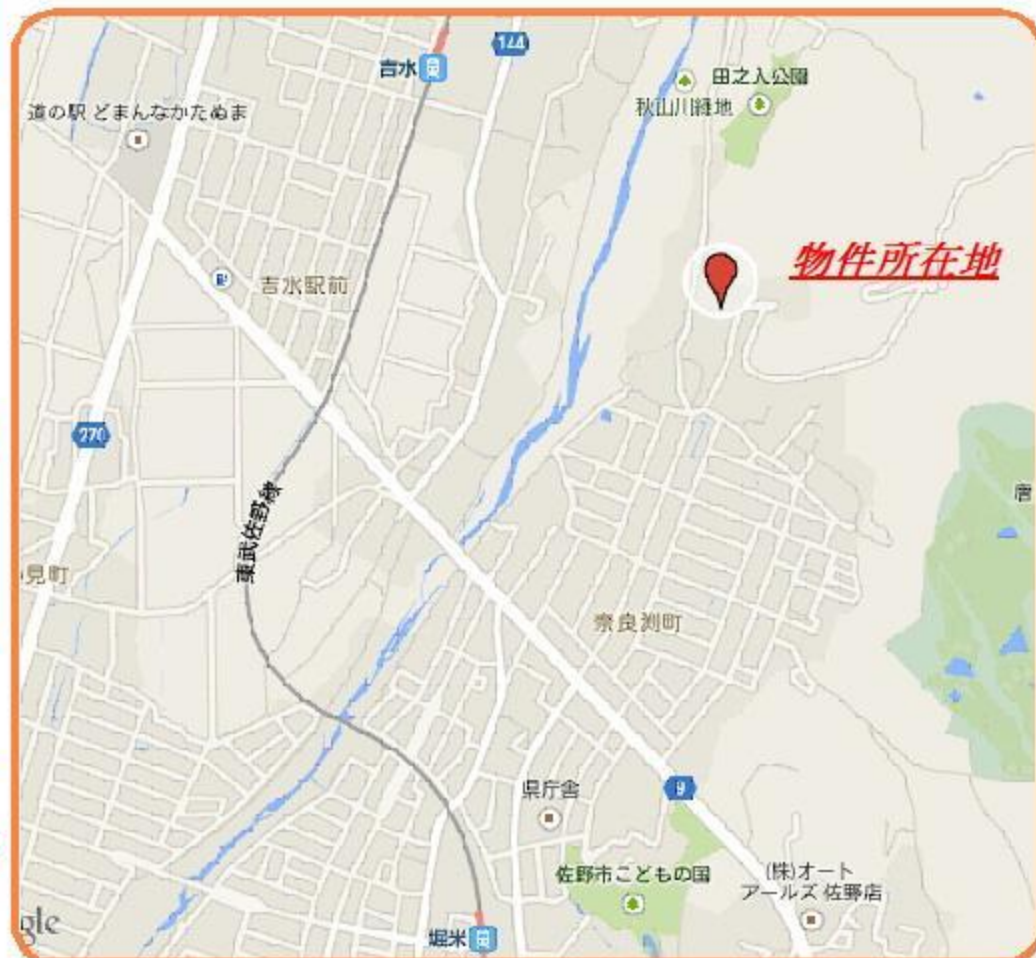 144
吉水
田之入公園
秋山川緑地
道の駅 どまんなかたぬま
物件所在地
吉水駅前
270
唐
東武佐野線
見町
奈良渕町
県庁舎
9
佐野市こどもの国
(株)オート
アールズ 佐野店
gle
堀米